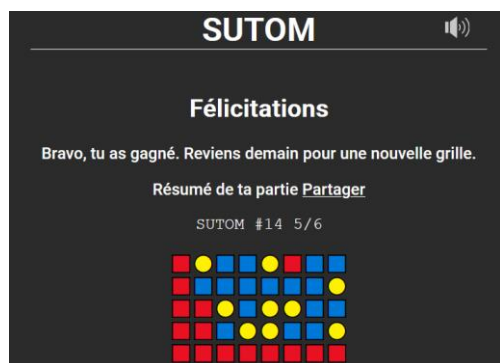 SUTOM
Félicitations
Bravo, tu as gagné. Reviens demain pour une nouvelle grille.
Résumé de ta partie Partager
SUTOM #14 5/6